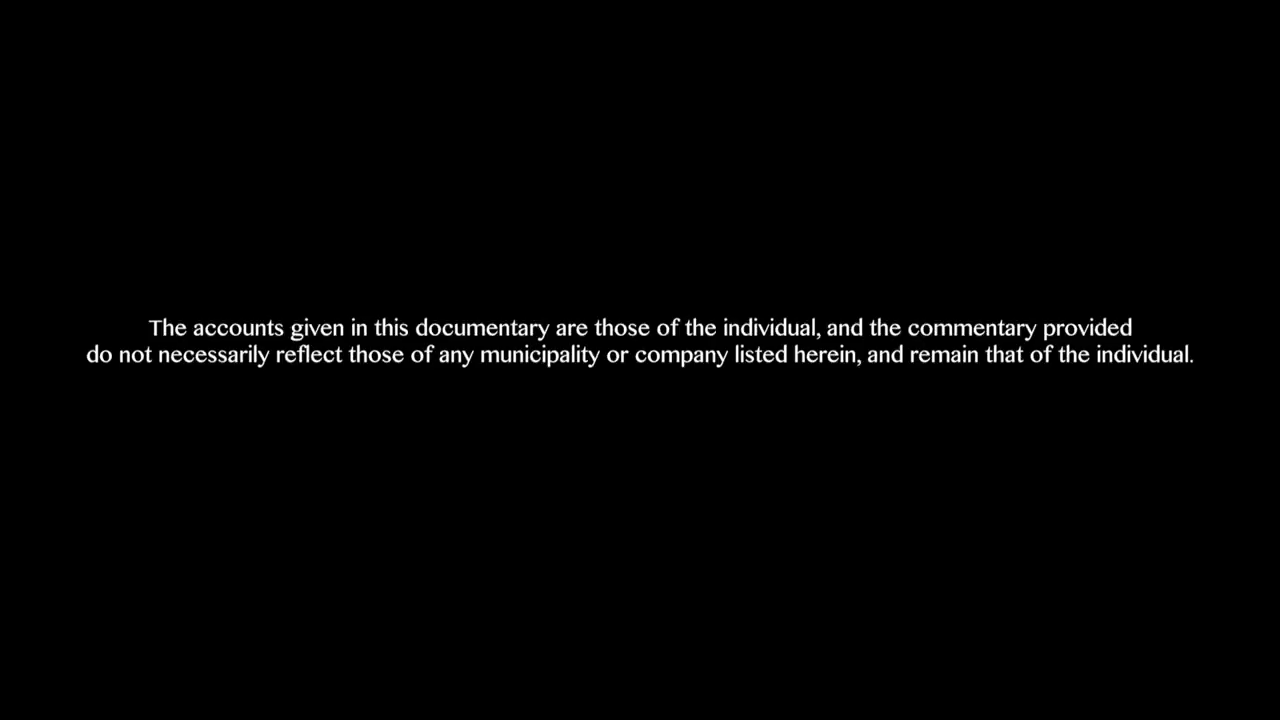 The accounts given in this documentary are those of the individual, and the commentary provided
do not necessarily reflect those of any municipality or company listed herein, and remain that of the individual.